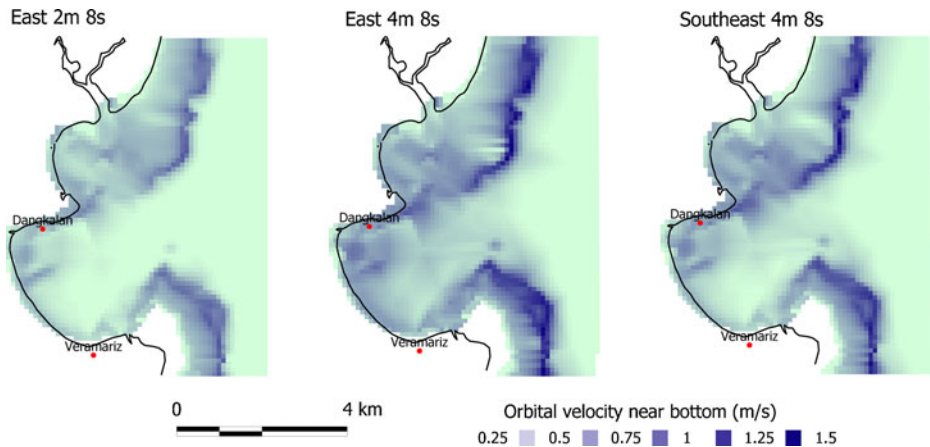 East 2m 8s
East 4m 8s
Southeast 4m 8s
Dangkalan
Veramariz
Dangkalan
Veramariz
Dangkalan
Veramariz
0 4 km
Orbital velocity near bottom (m/s)
0.25 0.5 0.75 1 1.25 1.5